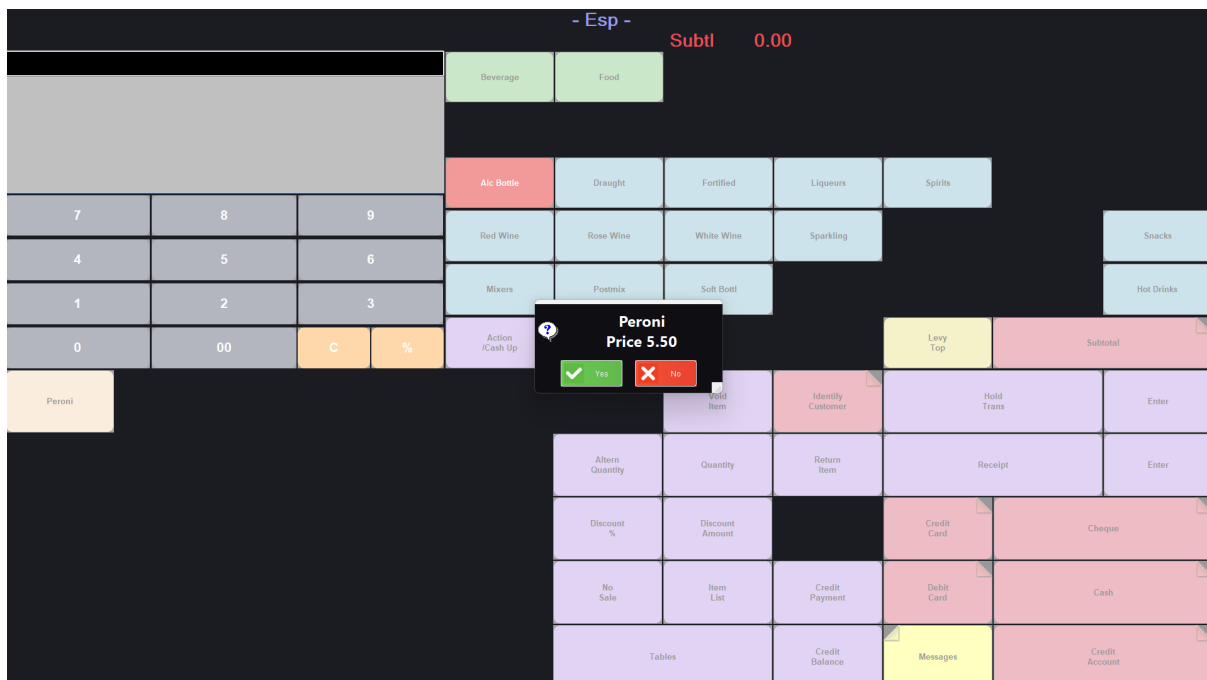 - Esp -
Subtl 0.00
Beverage
Food
Alc Bottle
Draught
Fortified
Liqueurs
Spirits
7
8
9
Red Wine
Rose Wine
White Wine
Sparkling
Snacks
4
5
6
Mixers
Postmix
Soft Bottl
Hot Drinks
1
2
3
0
00
C
%
Action
/Cash Up
Peroni
Price 5.50
Yes
No
Levy
Top
Subtotal
Peroni
Void
Item
Identify
Customer
Hold
Trans
Enter
Altern
Quantity
Quantity
Return
Item
Receipt
Enter
Discount
%
Discount
Amount
Credit
Card
Cheque
No
Sale
Item
List
Credit
Payment
Debit
Card
Cash
Tables
Credit
Balance
Messages
Credit
Account